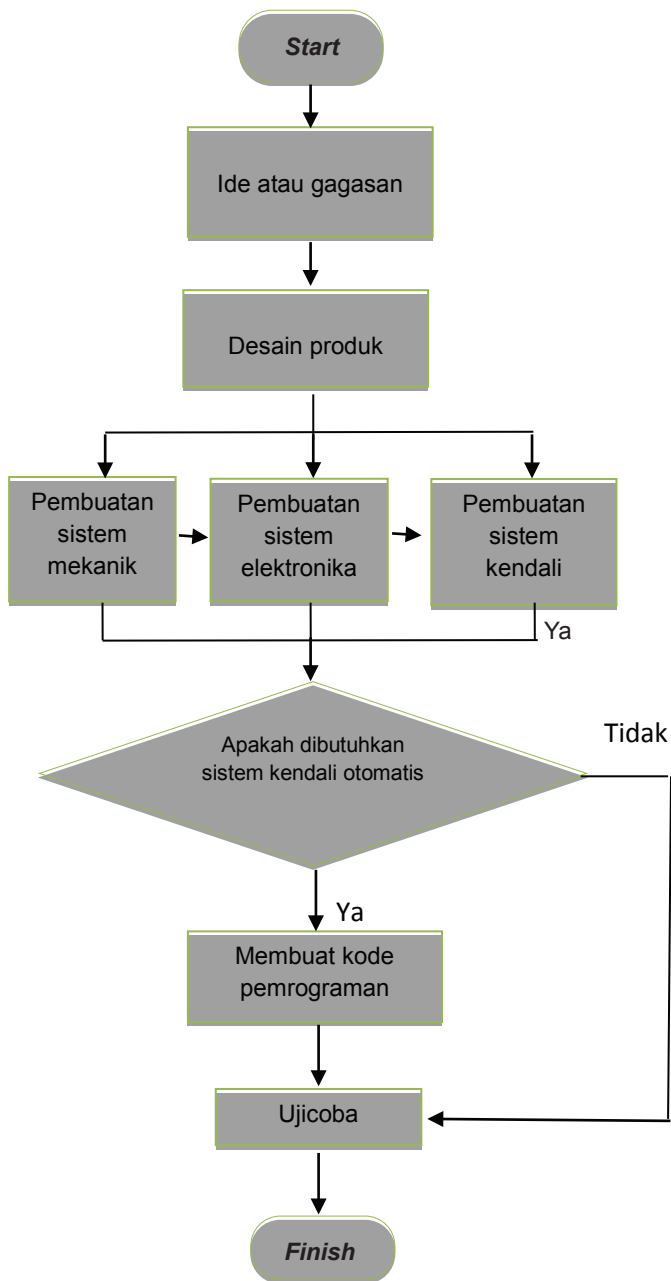 Start
Ide atau gagasan
Desain produk
Pembuatan
sistem
mekanik
Pembuatan
sistem
elektronika
Pembuatan
sistem
kendali
Ya
Apakah dibutuhkan
sistem kendali otomatis
Tidak
Ya
Membuat kode
pemrograman
Ujicoba
Finish